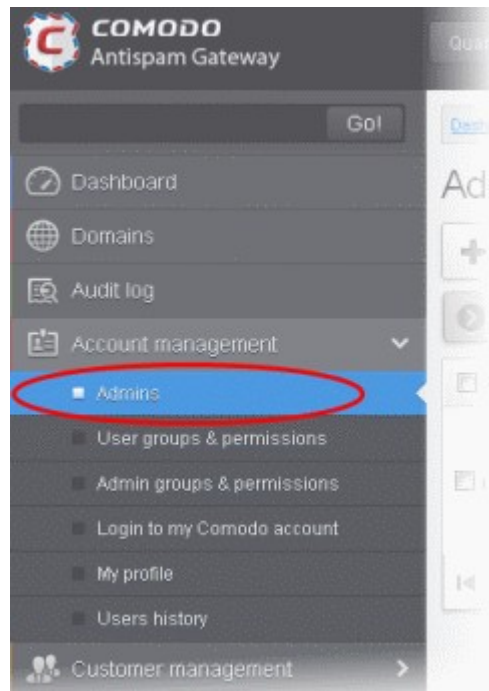 COMODO
Antispam Gateway
Go!
Dashboard
Domains
Audit log
Account management
Admins
User groups & permissions
Admin groups & permissions
Login to my Comodo account
My profile
Users history
Customer management
Ad